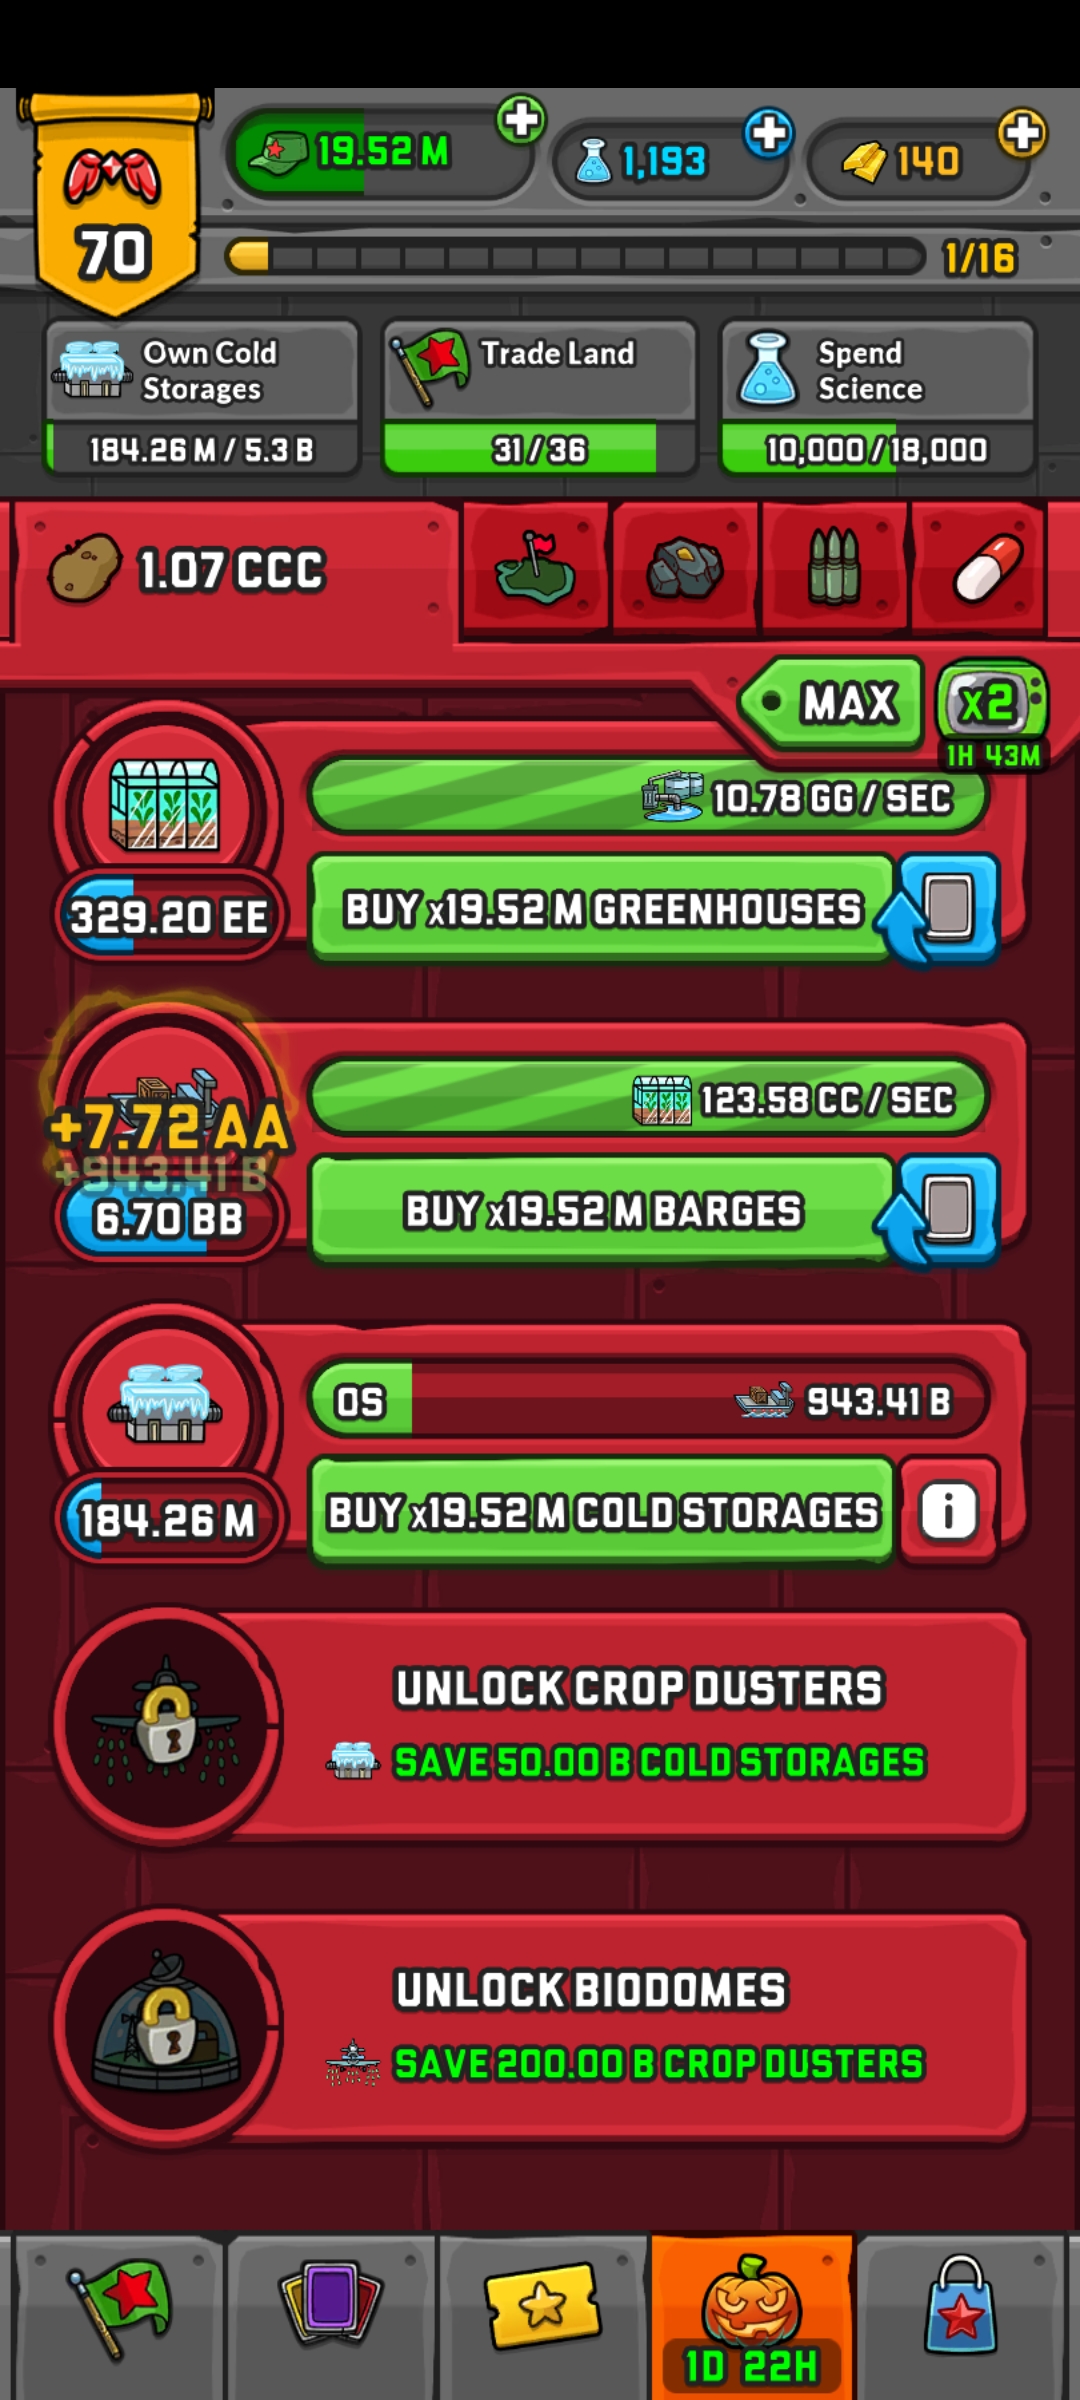 70
19.52 M
1,193
140
1/16
Own Cold
Storages
184.26 M / 5.3 B
Trade Land
31/36
Spend
Science
10,000/18,000
1.07 CCC
MAX
x2
1H 43M
10.78 GG / SEC
329.20 EE
BUY x19.52 M GREENHOUSES
123.58 CC / SEC
+7.72 AA
+943.41 B
6.70 BB
BUY x19.52 M BARGES
0S
943.41 B
184.26 M
BUY x19.52 M COLD STORAGES
i
UNLOCK CROP DUSTERS
SAVE 50.00 B COLD STORAGES
UNLOCK BIODOMES
SAVE 200.00 B CROP DUSTERS
1D 22H